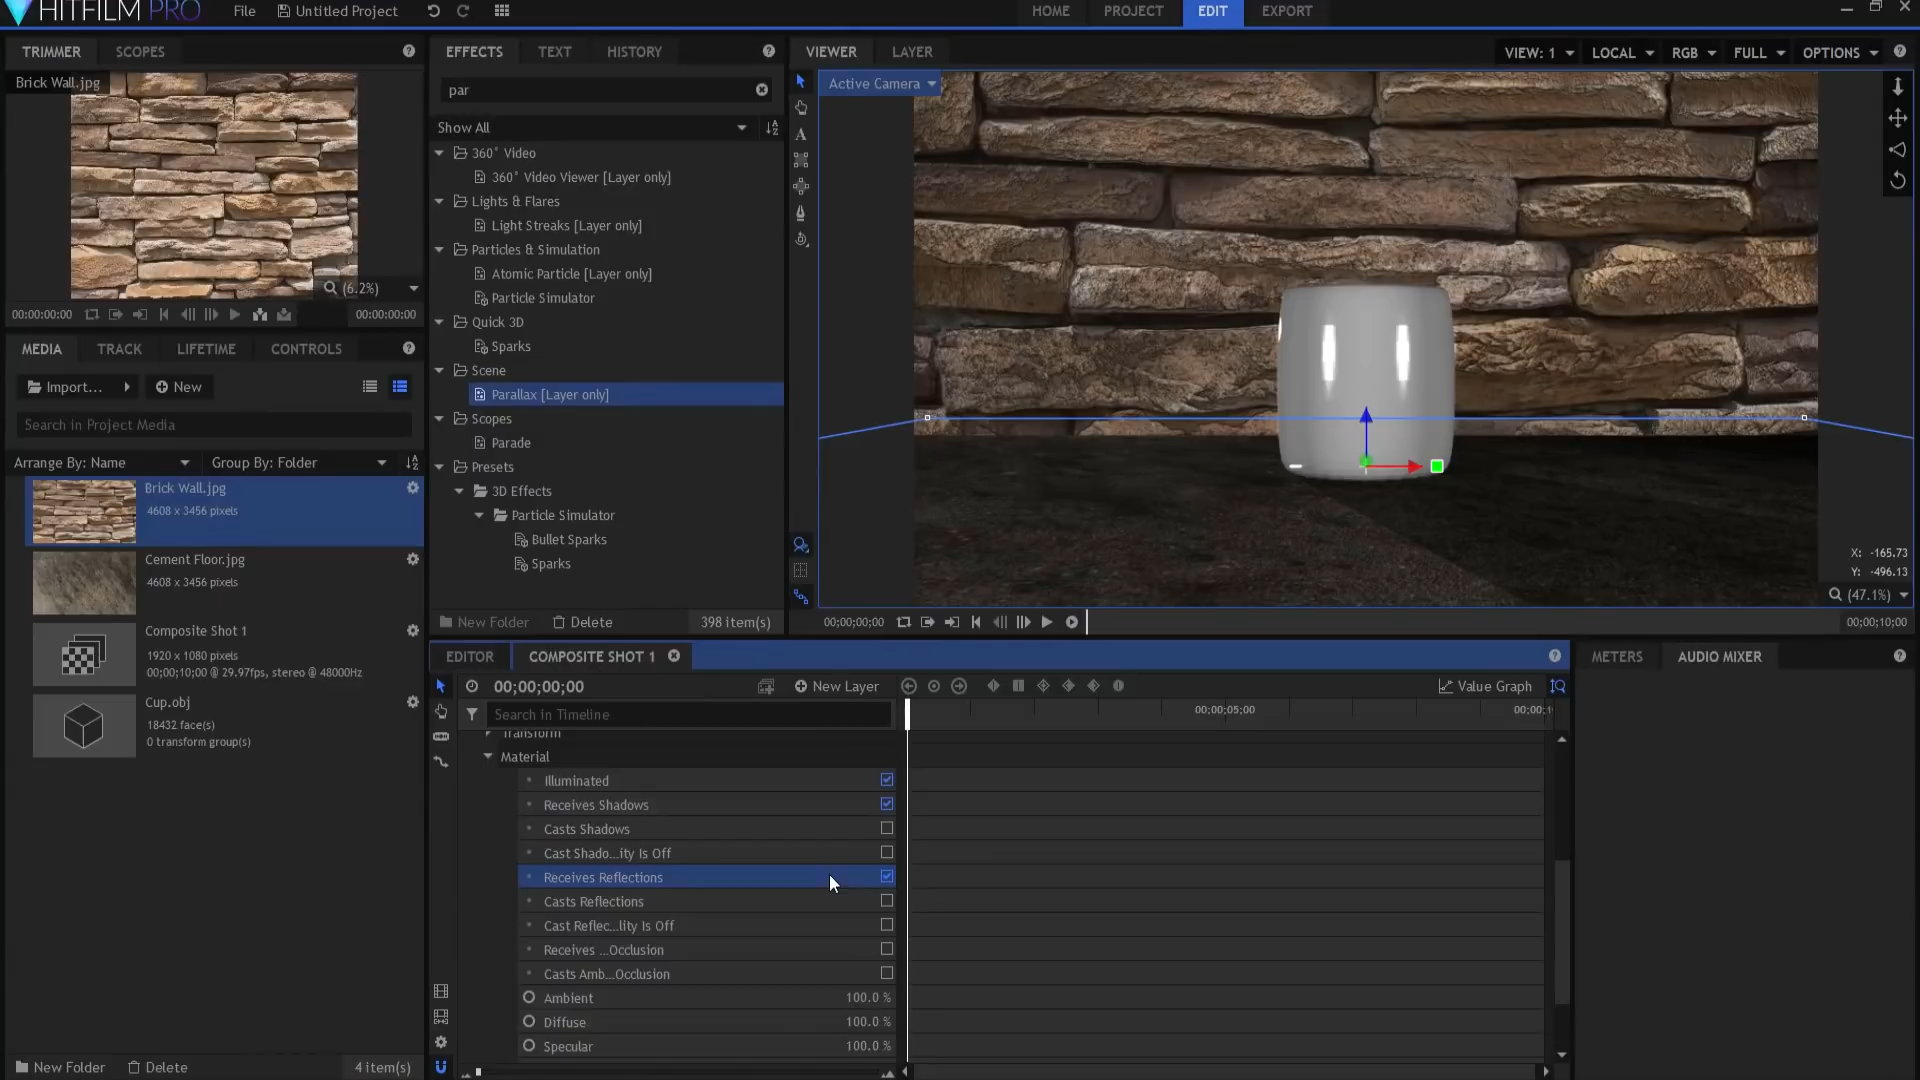 HITFILM PRO
File
Untitled Project
HOME
PROJECT
EDIT
EXPORT
TRIMMER
SCOPES
Brick Wall.jpg
(6.2%)
00:00:00:00
00:00:00:00
MEDIA
TRACK
LIFETIME
CONTROLS
Import...
New
Search in Project Media
Arrange By: Name
Group By: Folder
Brick Wall.jpg
4608 x 3456 pixels
Cement Floor.jpg
4608 x 3456 pixels
Composite Shot 1
1920 x 1080 pixels
00;00;10;00 @ 29.97fps, stereo @ 48000Hz
Cup.obj
18432 face(s)
0 transform group(s)
New Folder
Delete
4 item(s)
EFFECTS
TEXT
HISTORY
par
Show All
360° Video
360° Video Viewer [Layer only]
Lights & Flares
Light Streaks [Layer only]
Particles & Simulation
Atomic Particle [Layer only]
Particle Simulator
Quick 3D
Sparks
Scene
Parallax [Layer only]
Scopes
Parade
Presets
3D Effects
Particle Simulator
Bullet Sparks
Sparks
New Folder
Delete
398 item(s)
VIEWER
LAYER
VIEW: 1
LOCAL
RGB
FULL
OPTIONS
Active Camera
X: -165.73
Y: -496.13
(47.1%)
00;00;00;00
00;00;10;00
EDITOR
COMPOSITE SHOT 1
00;00;00;00
New Layer
Value Graph
Search in Timeline
00;00;05;00
Transform
Material
Illuminated
Receives Shadows
Casts Shadows
Cast Shado...ity Is Off
Receives Reflections
Casts Reflections
Cast Reflec...lity Is Off
Receives ...Occlusion
Casts Amb...Occlusion
Ambient
100.0 %
Diffuse
100.0 %
Specular
100.0 %
METERS
AUDIO MIXER